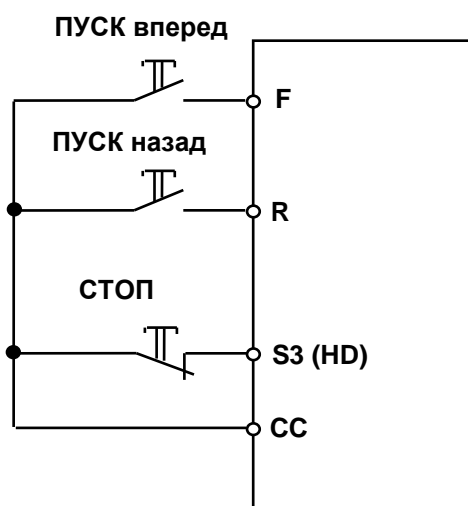 ПУСК вперед
F
ПУСК назад
R
СТОП
S3 (HD)
CC